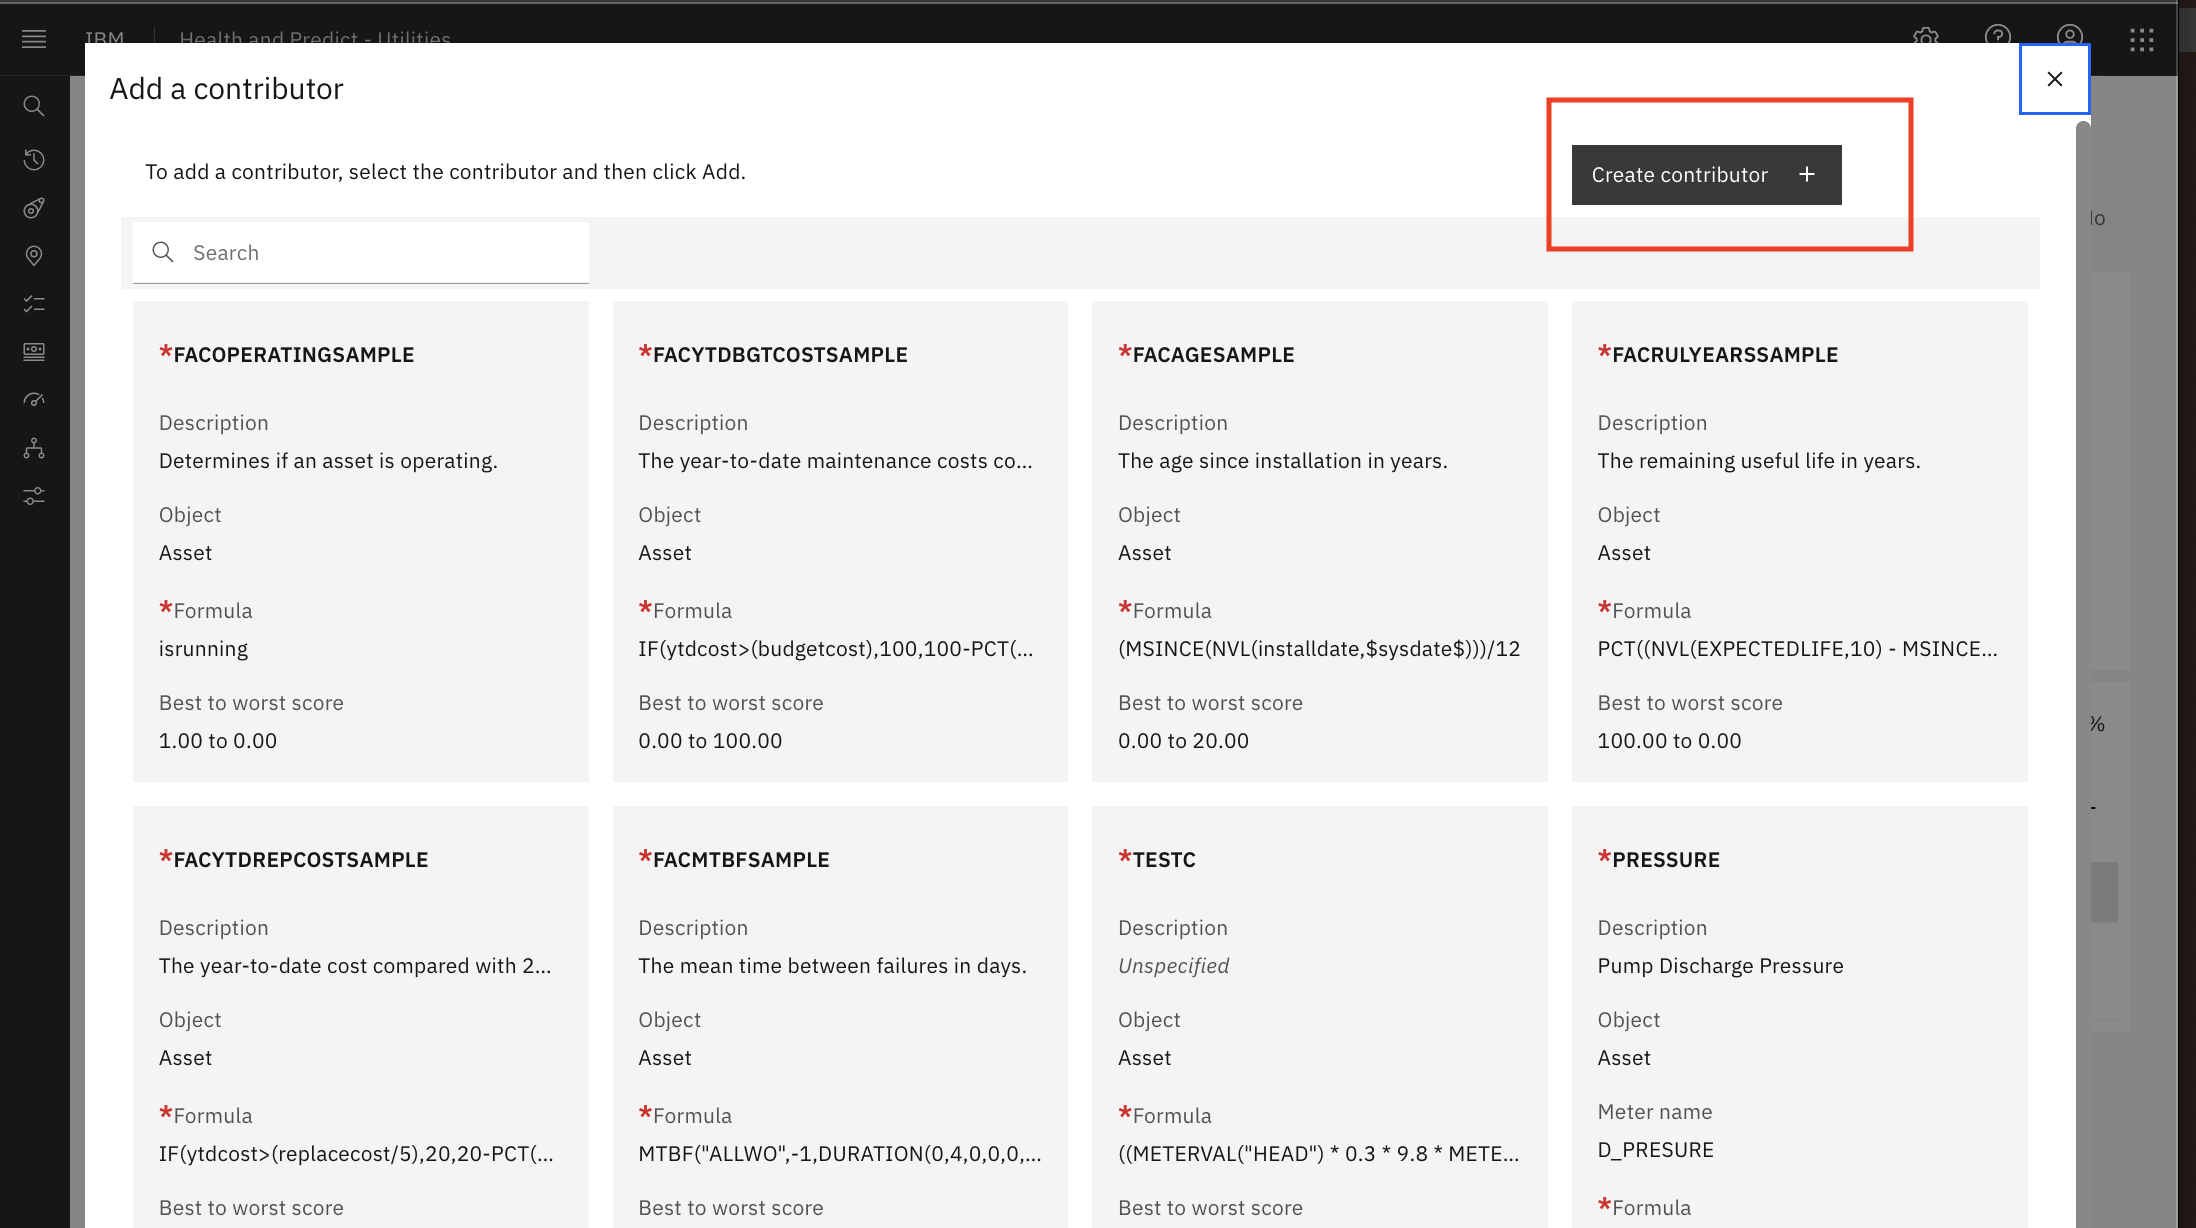 IBM
Health and Predict - Utilities
Add a contributor
To add a contributor, select the contributor and then click Add.
Create contributor +
Search
*FACOPERATINGSAMPLE
Description
Determines if an asset is operating.
Object
Asset
*Formula
isrunning
Best to worst score
1.00 to 0.00
*FACYTDBGTCOSTSAMPLE
Description
The year-to-date maintenance costs co...
Object
Asset
*Formula
IF(ytdcost>(budgetcost),100,100-PCT(...
Best to worst score
0.00 to 100.00
*FACAGESAMPLE
Description
The age since installation in years.
Object
Asset
*Formula
(MSINCE(NVL(installdate,$sysdate$)))/12
Best to worst score
0.00 to 20.00
*FACRULYEARSSAMPLE
Description
The remaining useful life in years.
Object
Asset
*Formula
PCT((NVL(EXPECTEDLIFE,10) - MSINCE...
Best to worst score
100.00 to 0.00
*FACYTDREPCOSTSAMPLE
Description
The year-to-date cost compared with 2...
Object
Asset
*Formula
IF(ytdcost>(replacecost/5),20,20-PCT(...
Best to worst score
*FACMTBFSAMPLE
Description
The mean time between failures in days.
Object
Asset
*Formula
MTBF("ALLWO",-1,DURATION(0,4,0,0,0,...
Best to worst score
*TESTC
Description
Unspecified
Object
Asset
*Formula
((METERVAL("HEAD") * 0.3 * 9.8 * METE...
Best to worst score
*PRESSURE
Description
Pump Discharge Pressure
Object
Asset
Meter name
D_PRESURE
*Formula
%